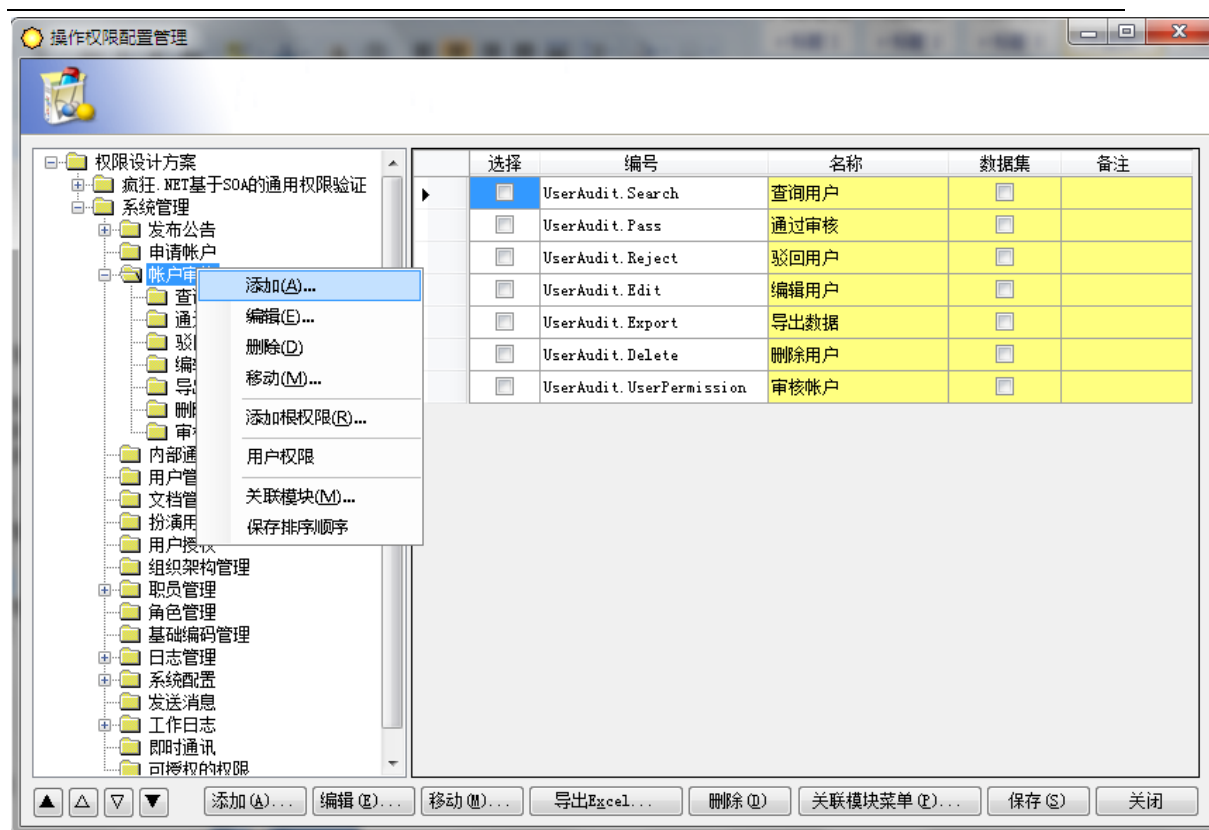 操作权限配置管理
权限设计方案
疯狂.NET基于SOA的通用权限验证
系统管理
发布公告
申请帐户
帐户审
查
通
驳
编
导
删
审
内部通
用户管
文档管
扮演用
用户授权
组织架构管理
职员管理
角色管理
基础编码管理
日志管理
系统配置
发送消息
工作日志
即时通讯
可授权的权限
添加(A)...
编辑(E)...
删除(D)
移动(M)...
添加根权限(R)...
用户权限
关联模块(M)...
保存排序顺序
选择 编号 名称 数据集 备注
UserAudit.Search 查询用户
UserAudit.Pass 通过审核
UserAudit.Reject 驳回用户
UserAudit.Edit 编辑用户
UserAudit.Export 导出数据
UserAudit.Delete 删除用户
UserAudit.UserPermission 审核帐户
添加(A)... 编辑(E)... 移动(M)... 导出Excel... 删除(D) 关联模块菜单(P)... 保存(S) 关闭